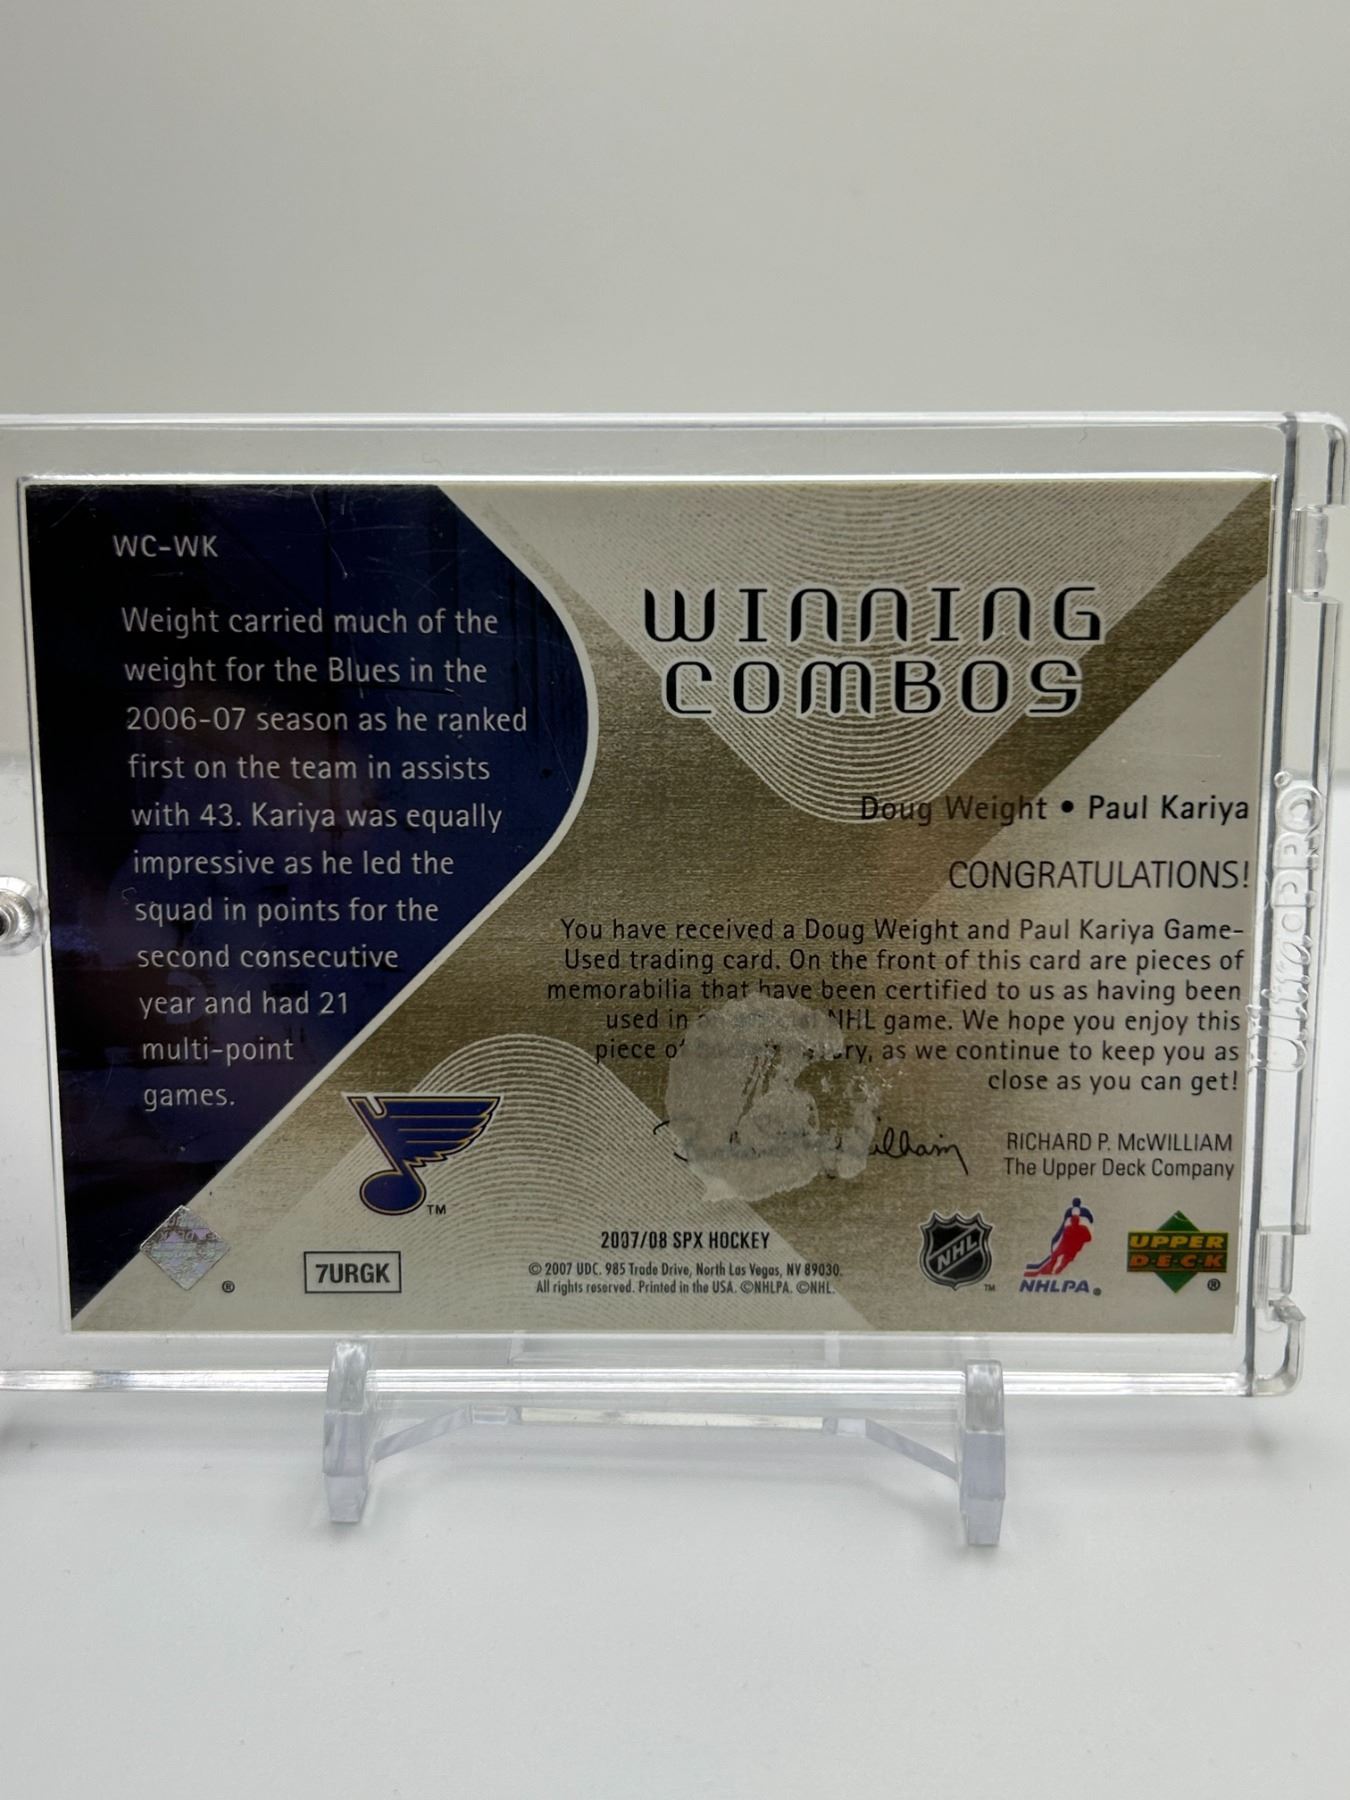 WC-WK
Weight carried much of the
weight for the Blues in the
2006-07 season as he ranked
first on the team in assists
with 43. Kariya was equally
impressive as he led the
squad in points for the
second consecutive
year and had 21
multi-point
games.
WINNING
COMBOS
Doug Weight • Paul Kariya
CONGRATULATIONS!
You have received a Doug Weight and Paul Kariya Game-
Used trading card. On the front of this card are pieces of
memorabilia that have been certified to us as having been
used in NHL game. We hope you enjoy this
piece as we continue to keep you as
close as you can get!
RICHARD P. McWILLIAM
The Upper Deck Company
TM
®
7URGK
2007/08 SPX HOCKEY
© 2007 UDC. 985 Trade Drive, North Las Vegas, NV 89030.
All rights reserved. Printed in the USA. ©NHLPA. ©NHL.
NHL
TM
NHLPA®
UPPER
D·E·C·K
®
UltraPRO